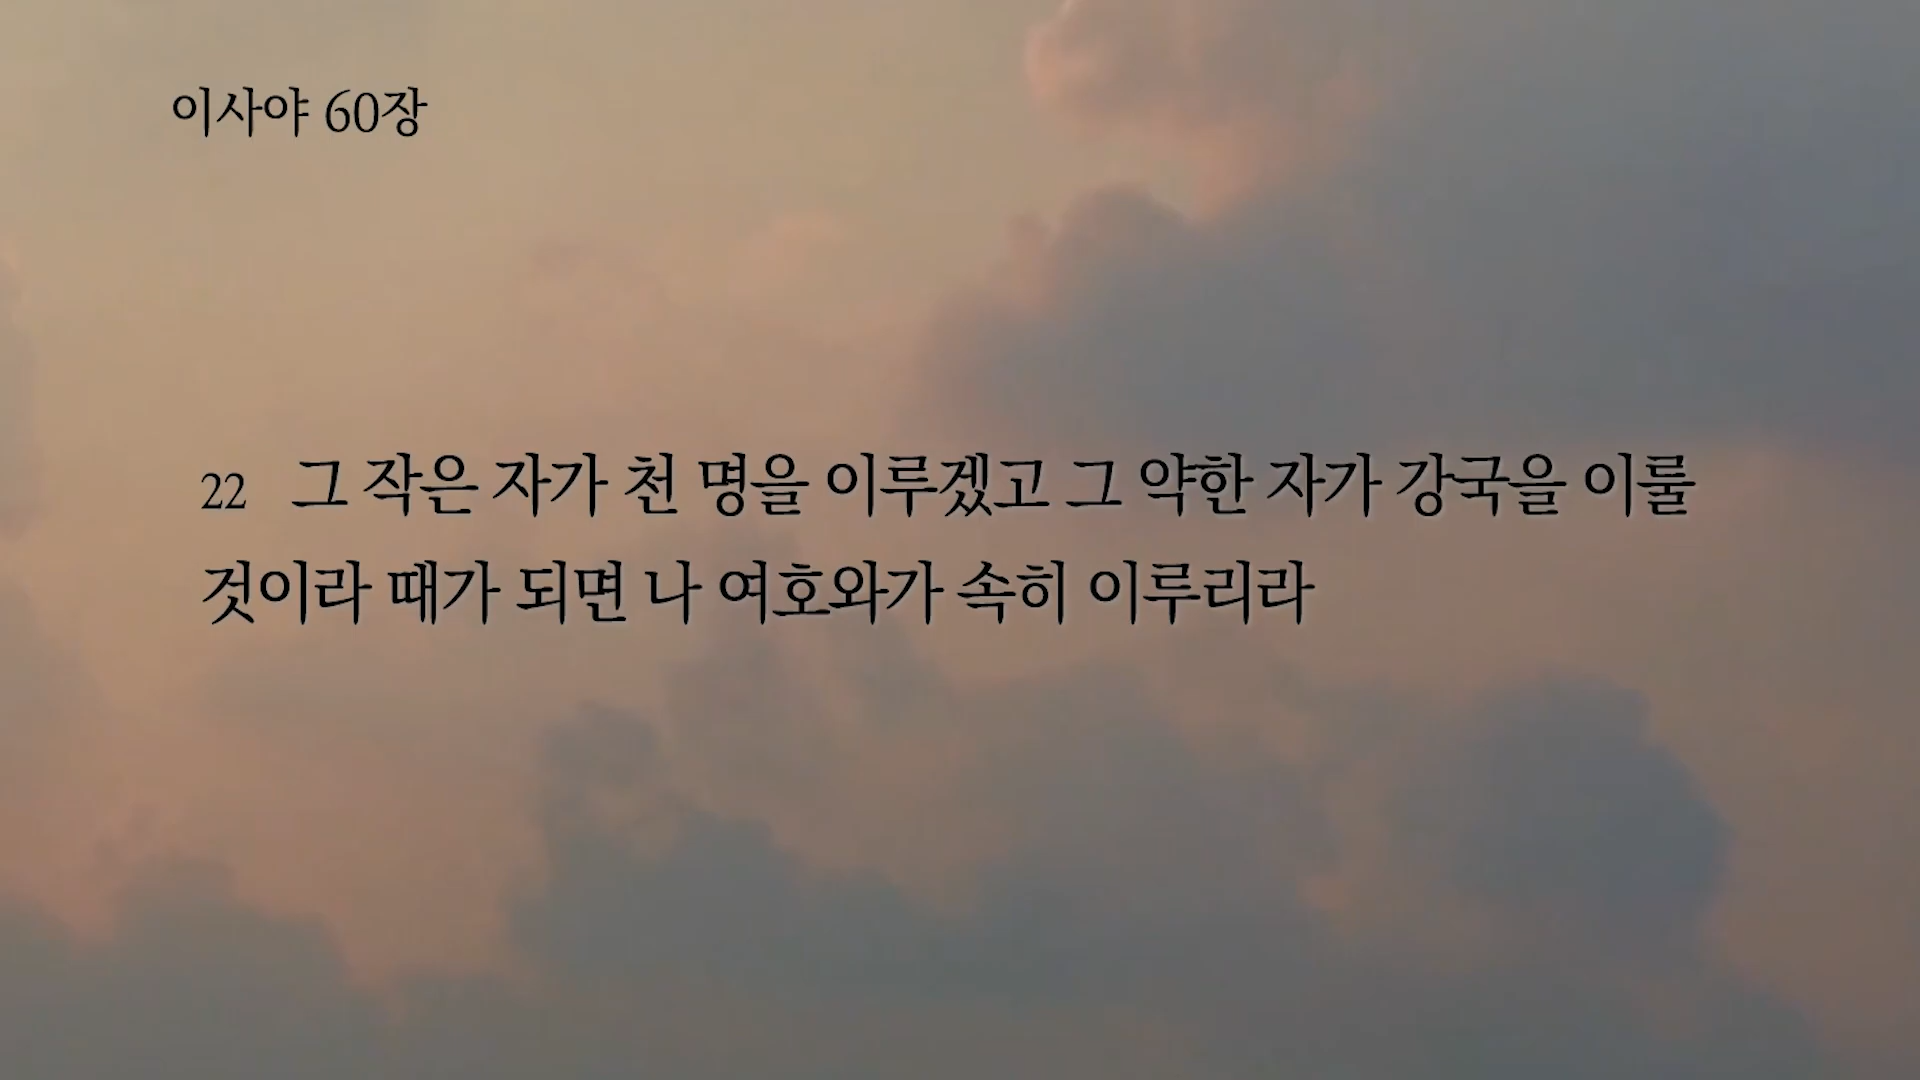 이사야 60장
22 그 작은 자가 천 명을 이루겠고 그 약한 자가 강국을 이룰
것이라 때가 되면 나 여호와가 속히 이루리라